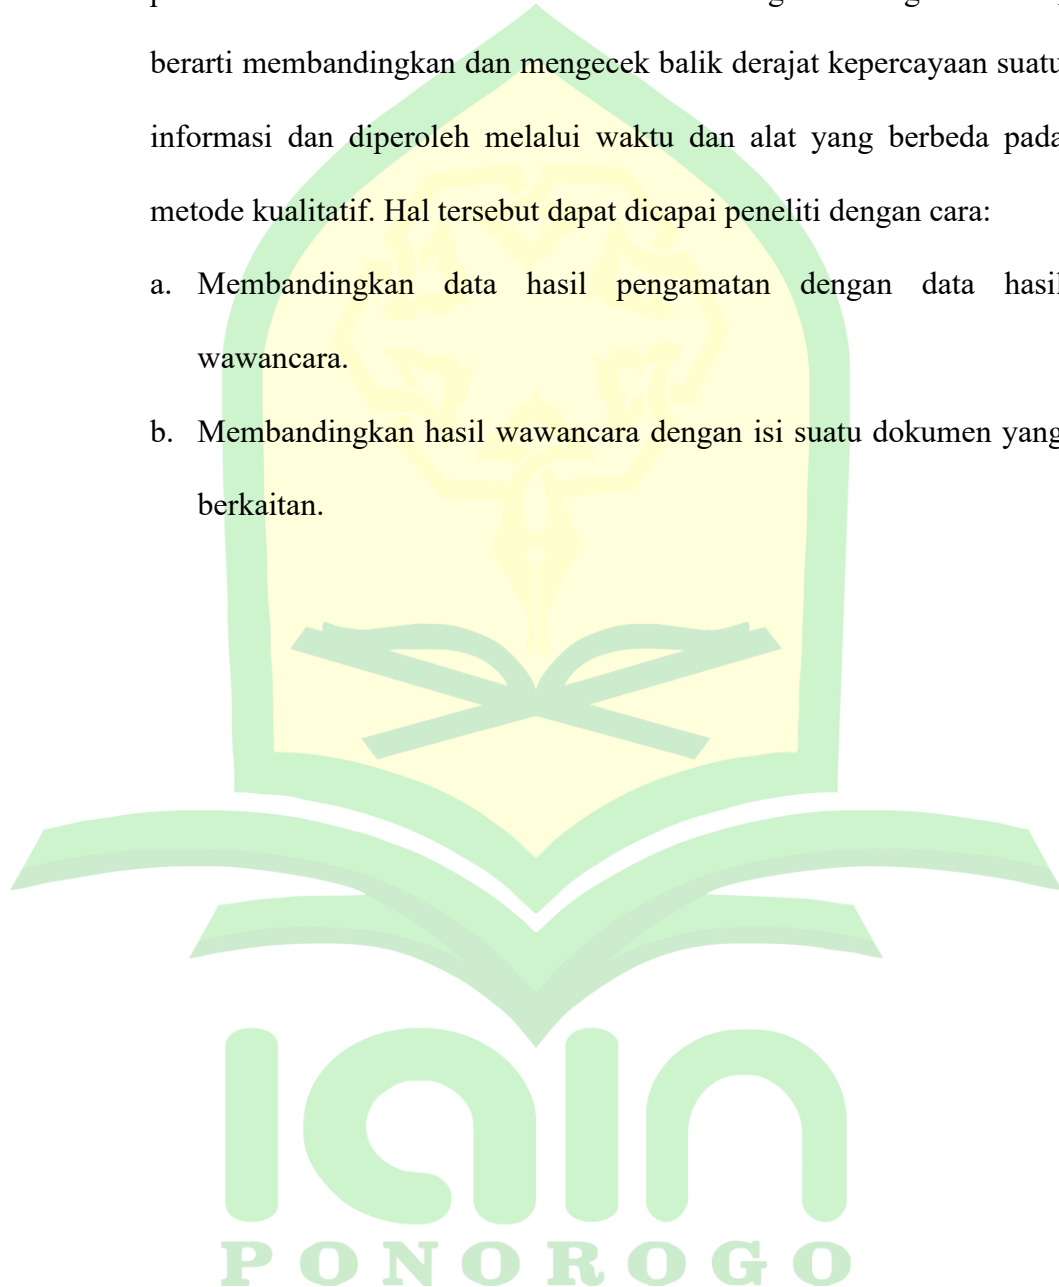 berarti membandingkan dan mengecek balik derajat kepercayaan suatu
informasi dan diperoleh melalui waktu dan alat yang berbeda pada
metode kualitatif. Hal tersebut dapat dicapai peneliti dengan cara:
a. Membandingkan data hasil pengamatan dengan data hasil
wawancara.
b. Membandingkan hasil wawancara dengan isi suatu dokumen yang
berkaitan.
IAIN
PONOROGO